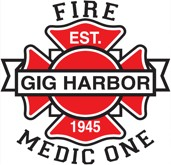 FIRE
EST.
GIG HARBOR
1945
MEDIC ONE